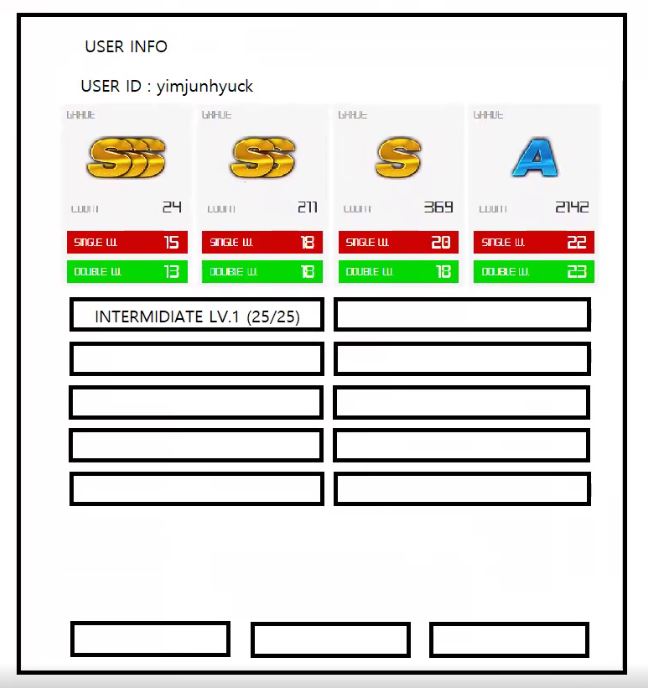 USER INFO
USER ID : yimjunhyuck
GRADE GRADE GRADE GRADE
SSS SS S A
COUNT 24 COUNT 211 COUNT 369 COUNT 2142
SINGLE LV. 15 SINGLE LV. 18 SINGLE LV. 20 SINGLE LV. 22
DOUBLE LV. 13 DOUBLE LV. 18 DOUBLE LV. 18 DOUBLE LV. 23
INTERMIDIATE LV.1 (25/25)